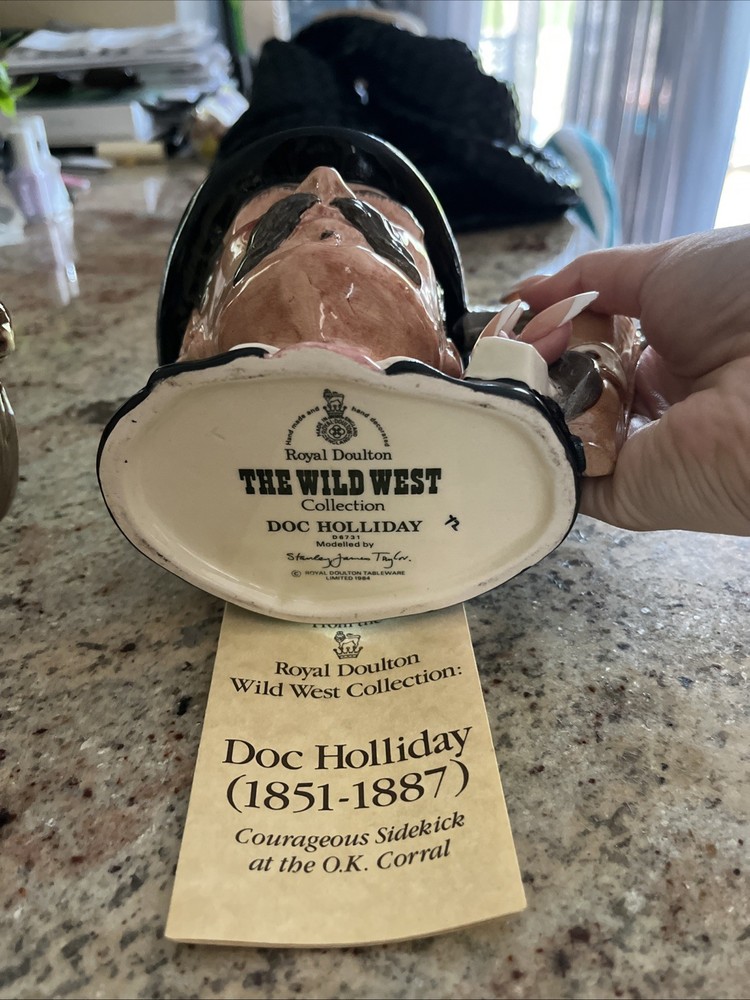 Hand made and hand decorated
Royal Doulton
THE WILD WEST
Collection
DOC HOLLIDAY
D6731
Modelled by
Stanley James Taylor.
© ROYAL DOULTON TABLEWARE
LIMITED 1984
From the
Royal Doulton
Wild West Collection:
Doc Holliday
(1851-1887)
Courageous Sidekick
at the O.K. Corral